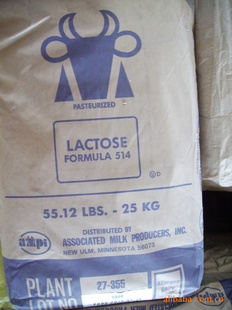 PASTEURIZED
LACTOSE
FORMULA 514
D
55.12 LBS. - 25 KG
DISTRIBUTED BY
ampi
ASSOCIATED MILK PRODUCERS, INC.
NEW ULM, MINNESOTA 56073
PLANT 27-355
LOT NO